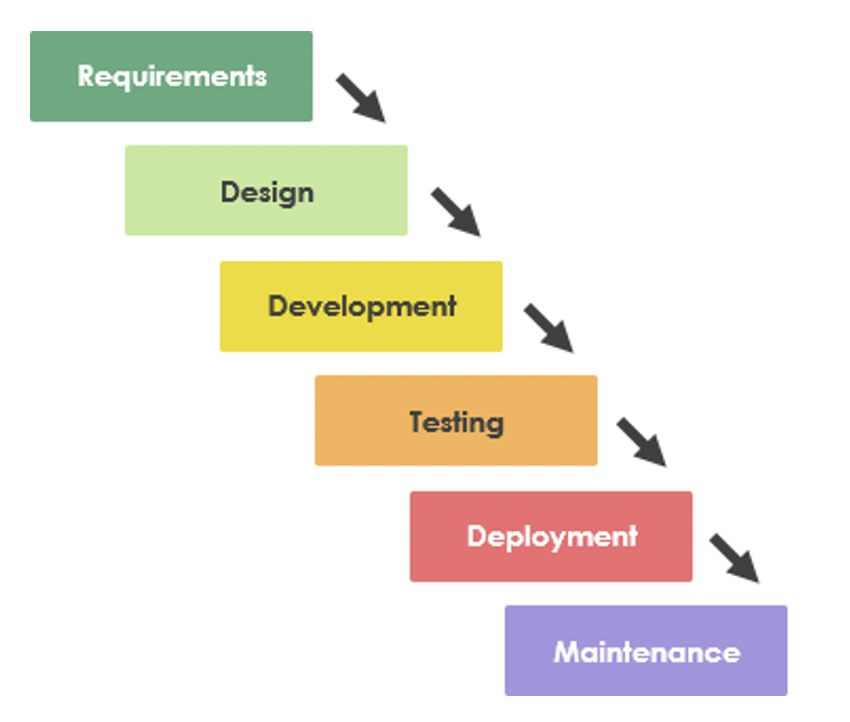 Requirements
Design
Development
Testing
Deployment
Maintenance